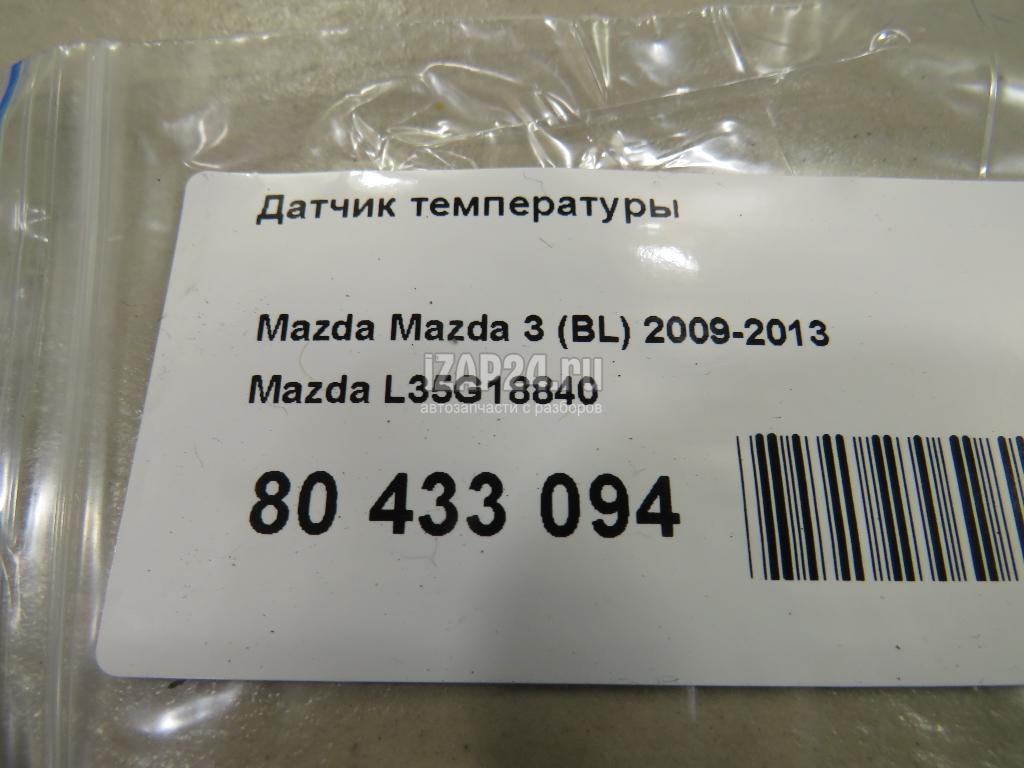 Датчик температуры
Mazda Mazda 3 (BL) 2009-2013
iZAP24.ru
Mazda L35G18840
автозапчасти с разборов
80 433 094